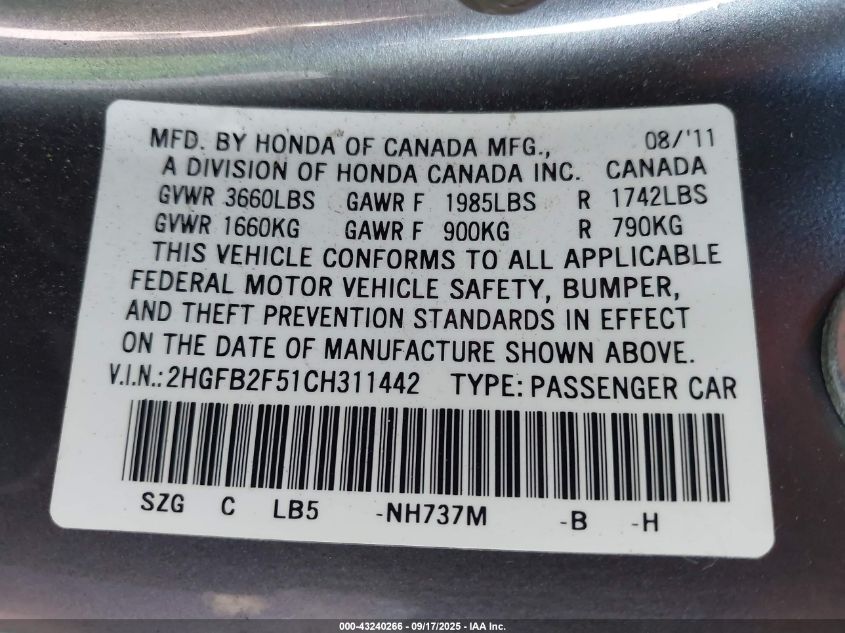 MFD. BY HONDA OF CANADA MFG., 08/'11
A DIVISION OF HONDA CANADA INC. CANADA
GVWR 3660LBS GAWR F 1985LBS R 1742LBS
GVWR 1660KG GAWR F 900KG R 790KG
THIS VEHICLE CONFORMS TO ALL APPLICABLE
FEDERAL MOTOR VEHICLE SAFETY, BUMPER,
AND THEFT PREVENTION STANDARDS IN EFFECT
ON THE DATE OF MANUFACTURE SHOWN ABOVE.
V.I.N.: 2HGFB2F51CH311442 TYPE: PASSENGER CAR
SZG C LB5 -NH737M -B -H
000-43240266 - 09/17/2025 - IAA Inc.